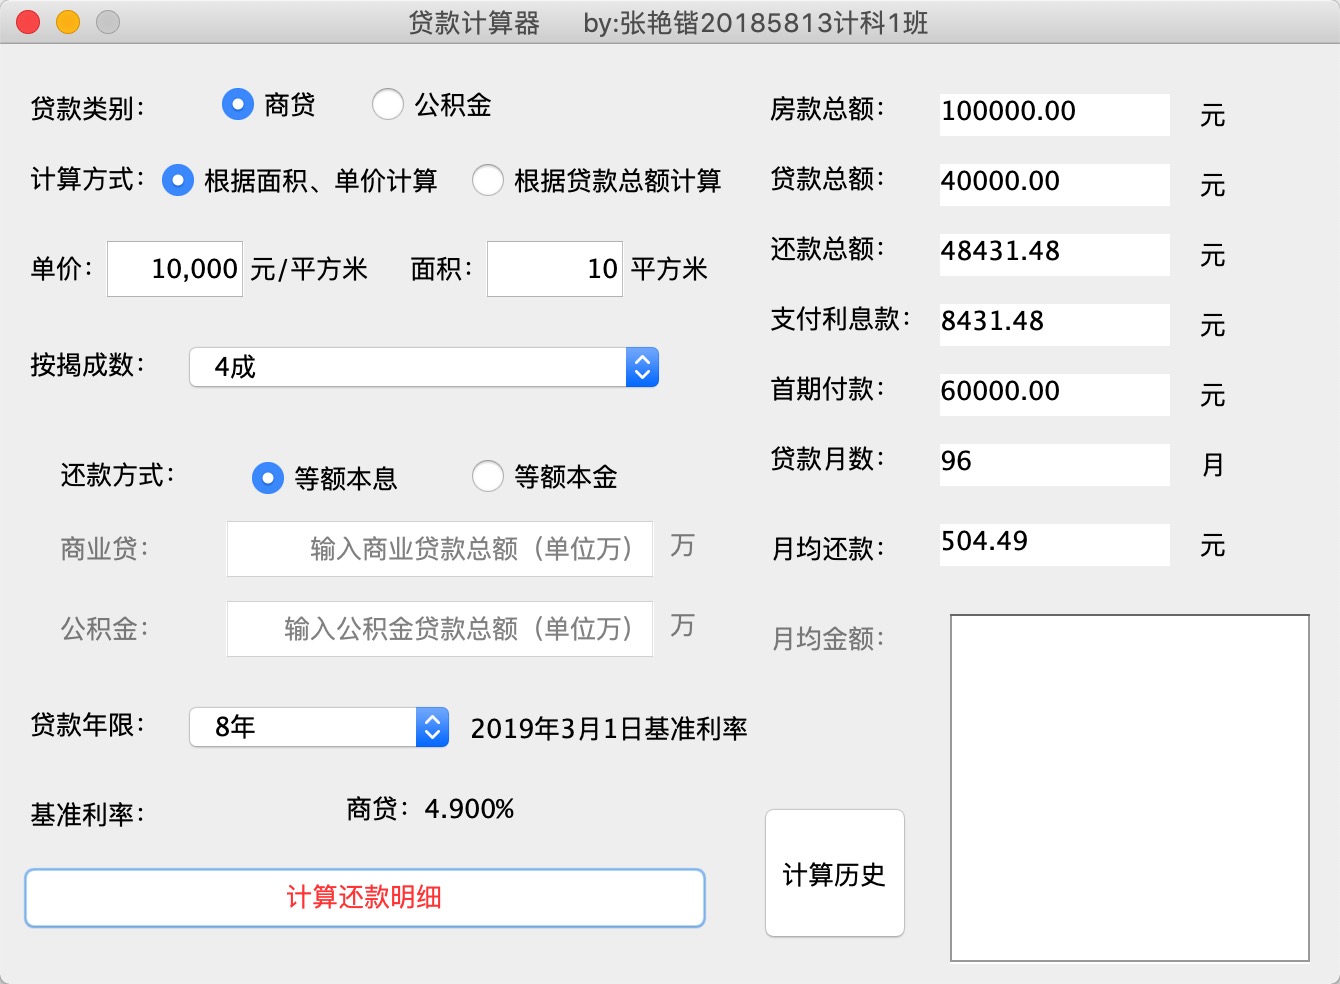 贷款计算器 by:张艳锴20185813计科1班
贷款类别： 商贷 公积金
计算方式： 根据面积、单价计算 根据贷款总额计算
单价： 10,000 元/平方米 面积： 10 平方米
按揭成数： 4成
还款方式： 等额本息 等额本金
商业贷： 输入商业贷款总额（单位万） 万
公积金： 输入公积金贷款总额（单位万） 万
贷款年限： 8年 2019年3月1日基准利率
基准利率： 商贷：4.900%
计算还款明细
房款总额： 100000.00 元
贷款总额： 40000.00 元
还款总额： 48431.48 元
支付利息款： 8431.48 元
首期付款： 60000.00 元
贷款月数： 96 月
月均还款： 504.49 元
月均金额：
计算历史